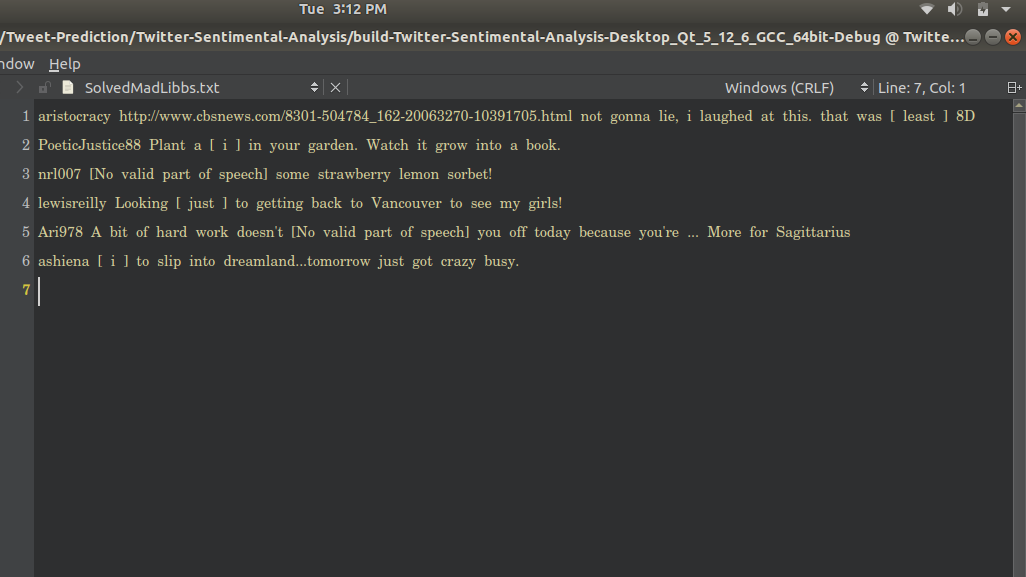 Tue 3:12 PM
/Tweet-Prediction/Twitter-Sentimental-Analysis/build-Twitter-Sentimental-Analysis-Desktop_Qt_5_12_6_GCC_64bit-Debug @ Twitte...
ndow Help
SolvedMadLibbs.txt Windows (CRLF) Line: 7, Col: 1
1 aristocracy http://www.cbsnews.com/8301-504784_162-20063270-10391705.html not gonna lie, i laughed at this. that was [ least ] 8D
2 PoeticJustice88 Plant a [ i ] in your garden. Watch it grow into a book.
3 nrl007 [No valid part of speech] some strawberry lemon sorbet!
4 lewisreilly Looking [ just ] to getting back to Vancouver to see my girls!
5 Ari978 A bit of hard work doesn't [No valid part of speech] you off today because you're ... More for Sagittarius
6 ashiena [ i ] to slip into dreamland...tomorrow just got crazy busy.
7